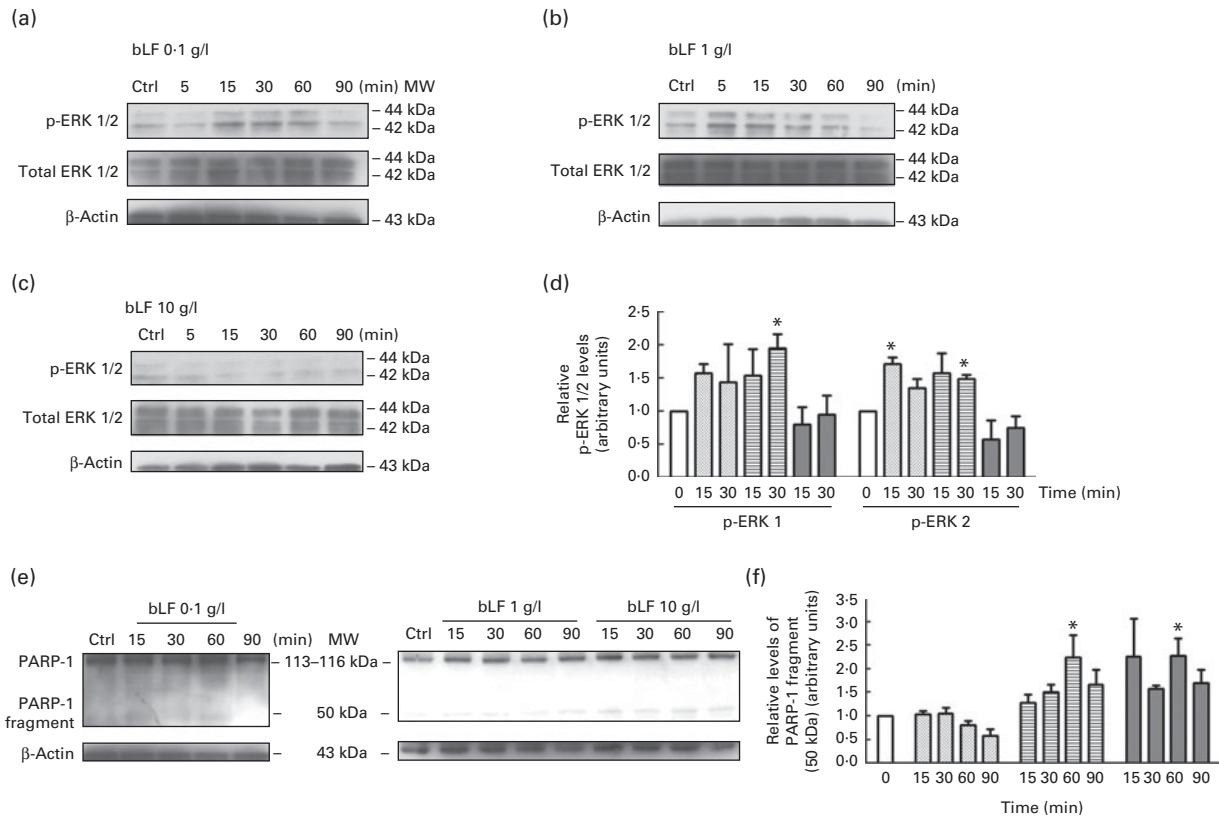 (a)
bLF 0·1 g/l
Ctrl 5 15 30 60 90 (min) MW
p-ERK 1/2
– 44 kDa
– 42 kDa
Total ERK 1/2
– 44 kDa
– 42 kDa
β-Actin
– 43 kDa
(b)
bLF 1 g/l
Ctrl 5 15 30 60 90 (min)
p-ERK 1/2
– 44 kDa
– 42 kDa
Total ERK 1/2
– 44 kDa
– 42 kDa
β-Actin
– 43 kDa
(c)
bLF 10 g/l
Ctrl 5 15 30 60 90 (min)
p-ERK 1/2
– 44 kDa
– 42 kDa
Total ERK 1/2
– 44 kDa
– 42 kDa
β-Actin
– 43 kDa
(d)
Relative
p-ERK 1/2 levels
(arbitrary units)
2·5
2·0
1·5
1·0
0·5
0·0
* * *
0 15 30 15 30 15 30 0 15 30 15 30 15 30 Time (min)
p-ERK 1 p-ERK 2
(e)
bLF 0·1 g/l
Ctrl 15 30 60 90 (min) MW
bLF 1 g/l bLF 10 g/l
Ctrl 15 30 60 90 15 30 60 90
PARP-1
– 113–116 kDa –
PARP-1
fragment
– 50 kDa –
β-Actin
– 43 kDa –
(f)
Relative levels of
PARP-1 fragment
(50 kDa) (arbitrary units)
3·5
3·0
2·5
2·0
1·5
1·0
0·5
0·0
* *
0 15 30 60 90 15 30 60 90 15 30 60 90
Time (min)